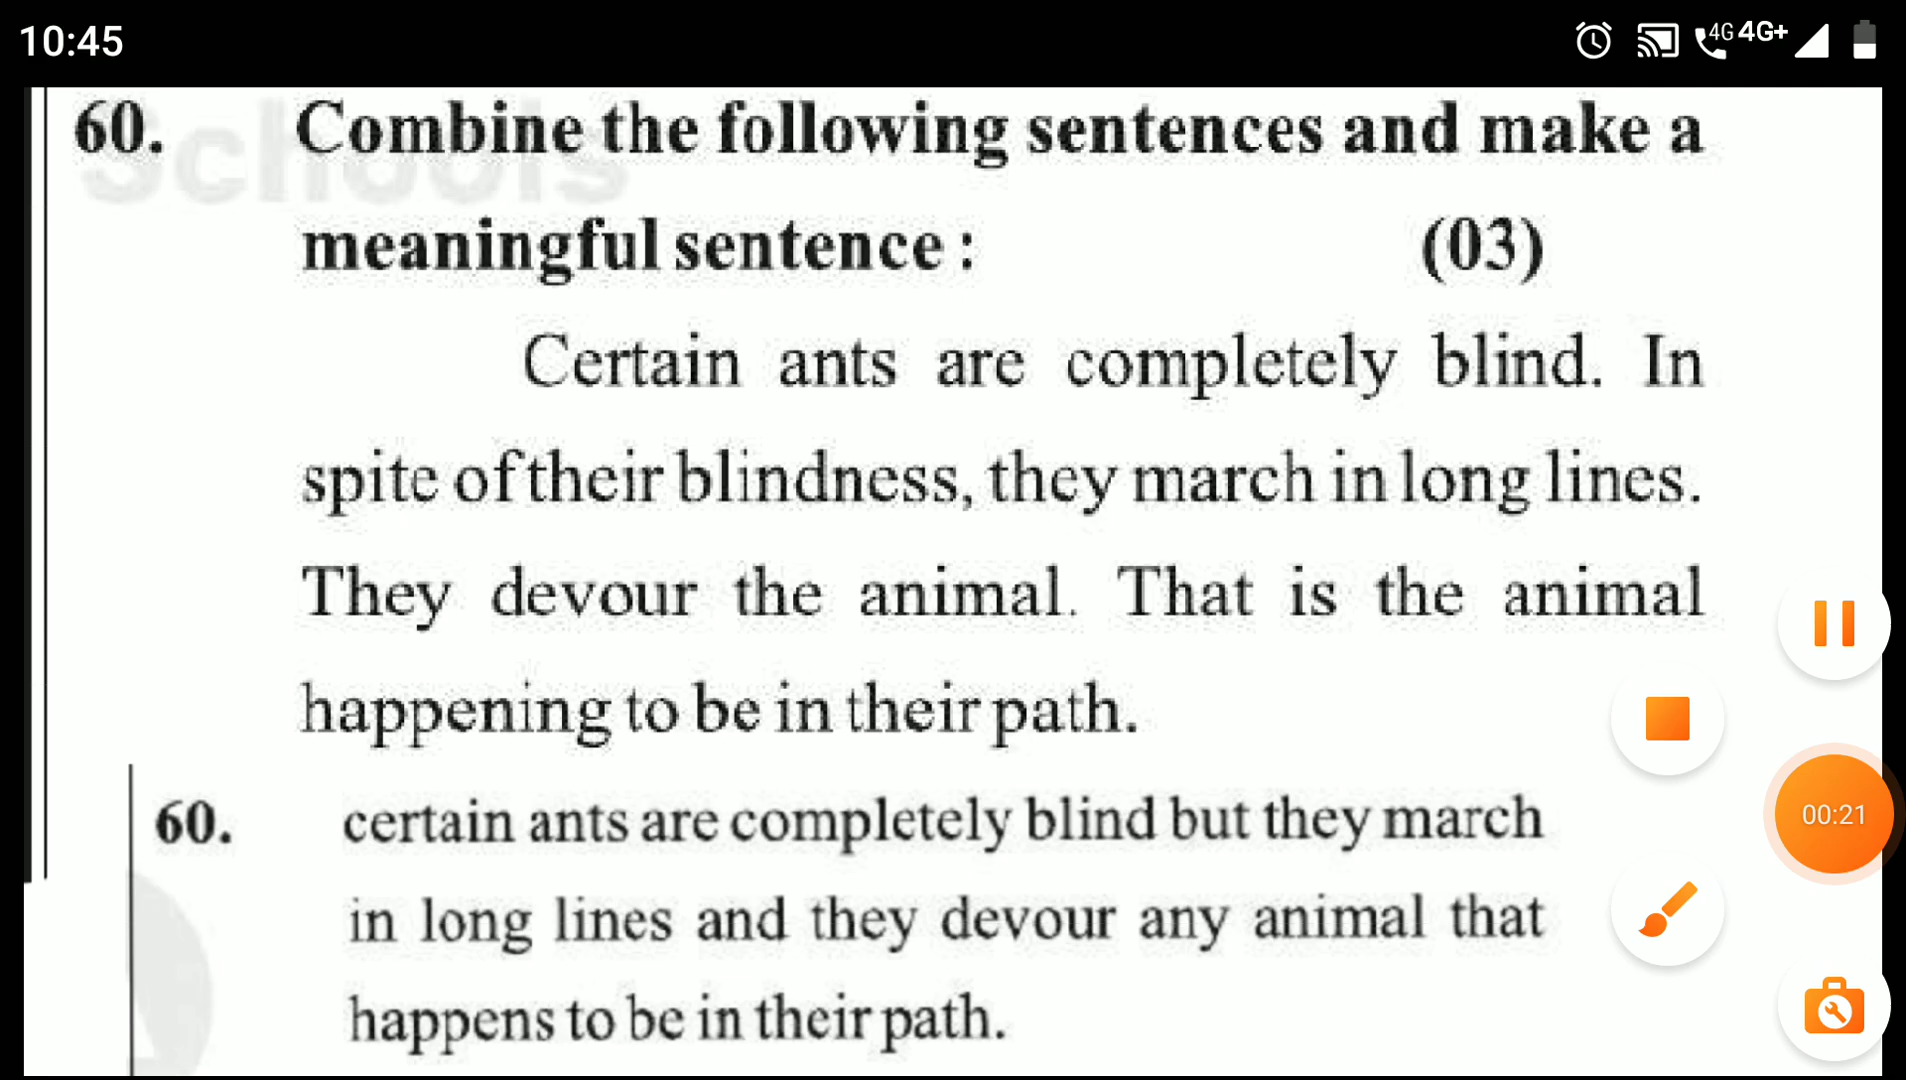 10:45
4G 4G+
Schools
60. Combine the following sentences and make a
meaningful sentence : (03)
Certain ants are completely blind. In
spite of their blindness, they march in long lines.
They devour the animal. That is the animal
happening to be in their path.
00:21
60. certain ants are completely blind but they march
in long lines and they devour any animal that
happens to be in their path.